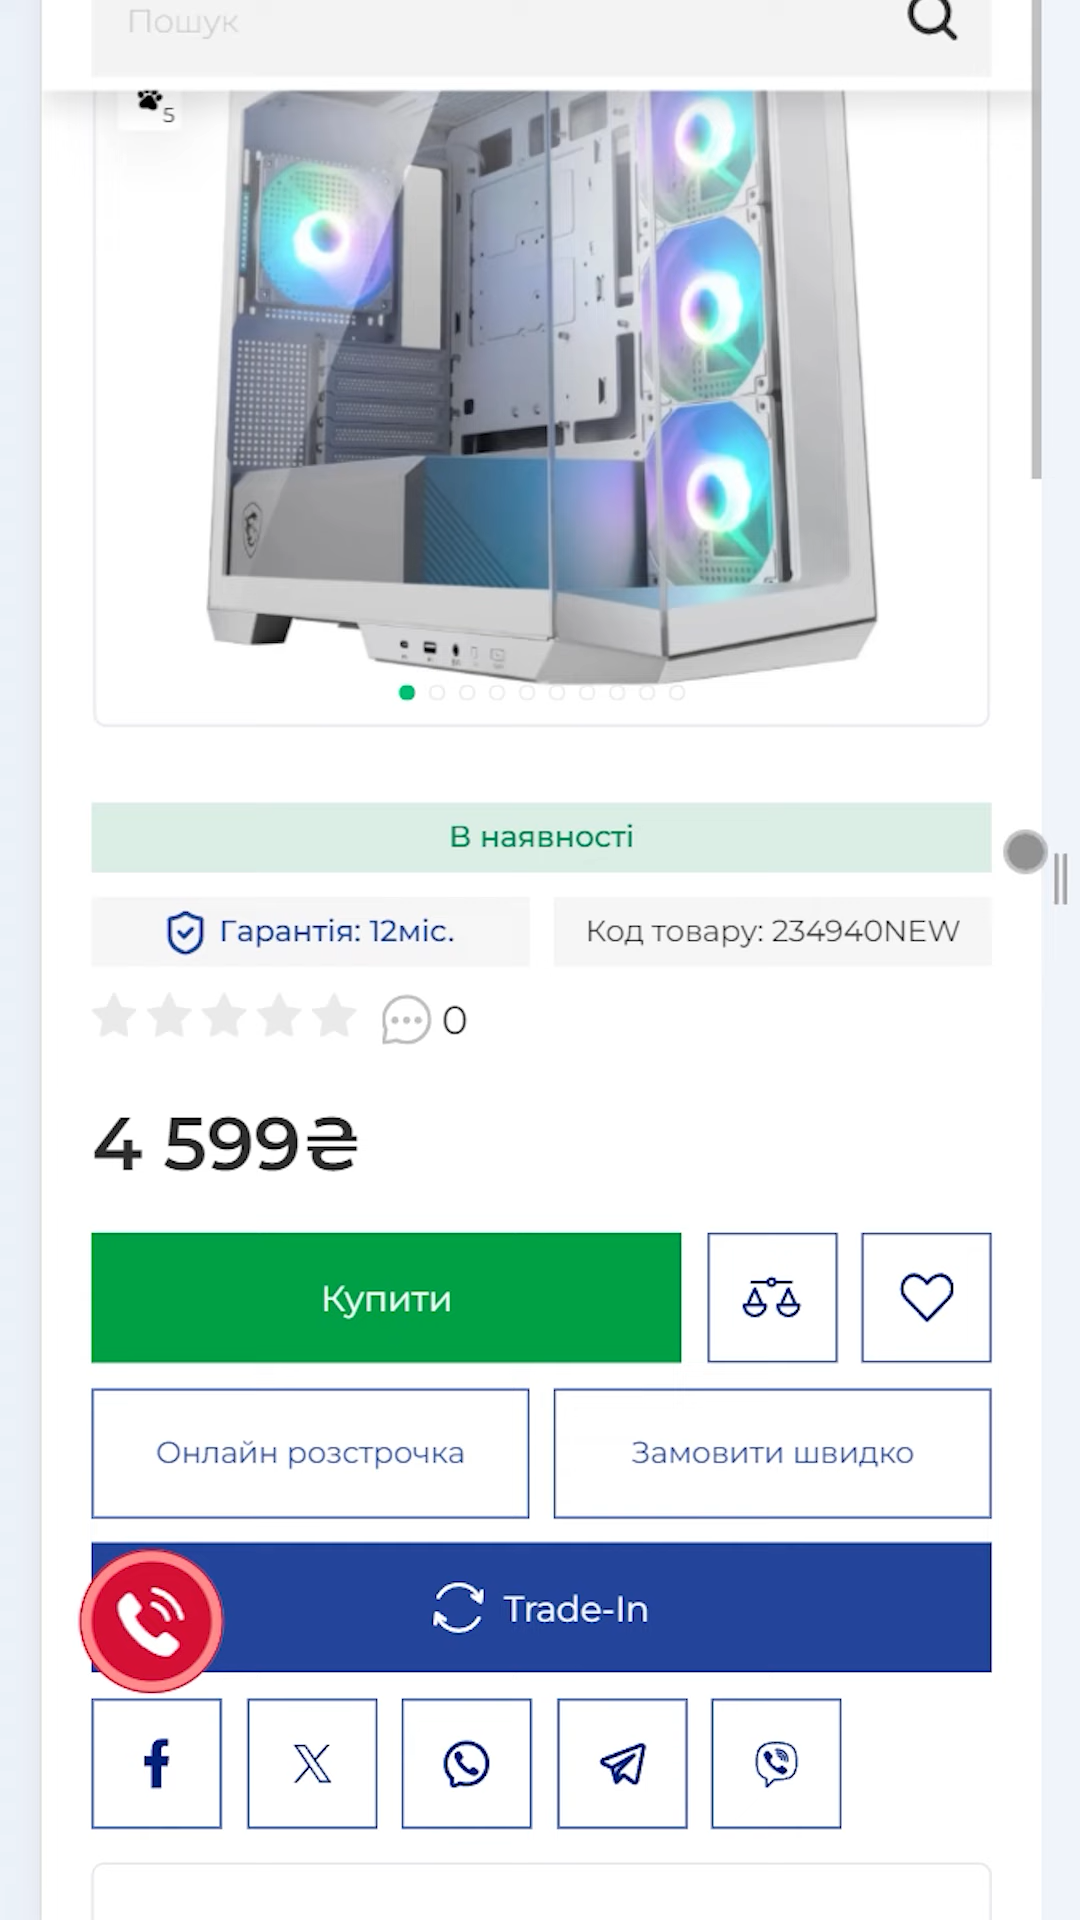 Пошук
5
В наявності
Гарантія: 12міс.
Код товару: 234940NEW
0
4 599₴
Купити
Онлайн розстрочка
Замовити швидко
Trade-In